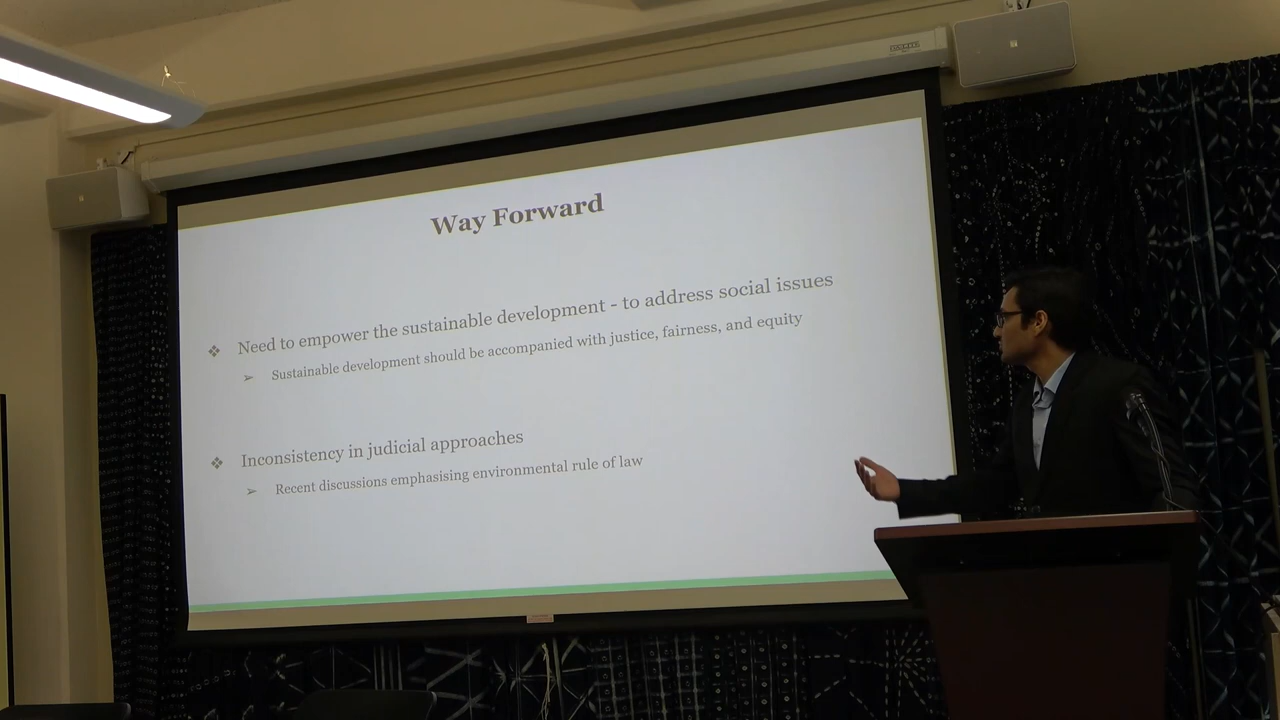 Way Forward
❖ Need to empower the sustainable development - to address social issues
➢ Sustainable development should be accompanied with justice, fairness, and equity
❖ Inconsistency in judicial approaches
➢ Recent discussions emphasising environmental rule of law